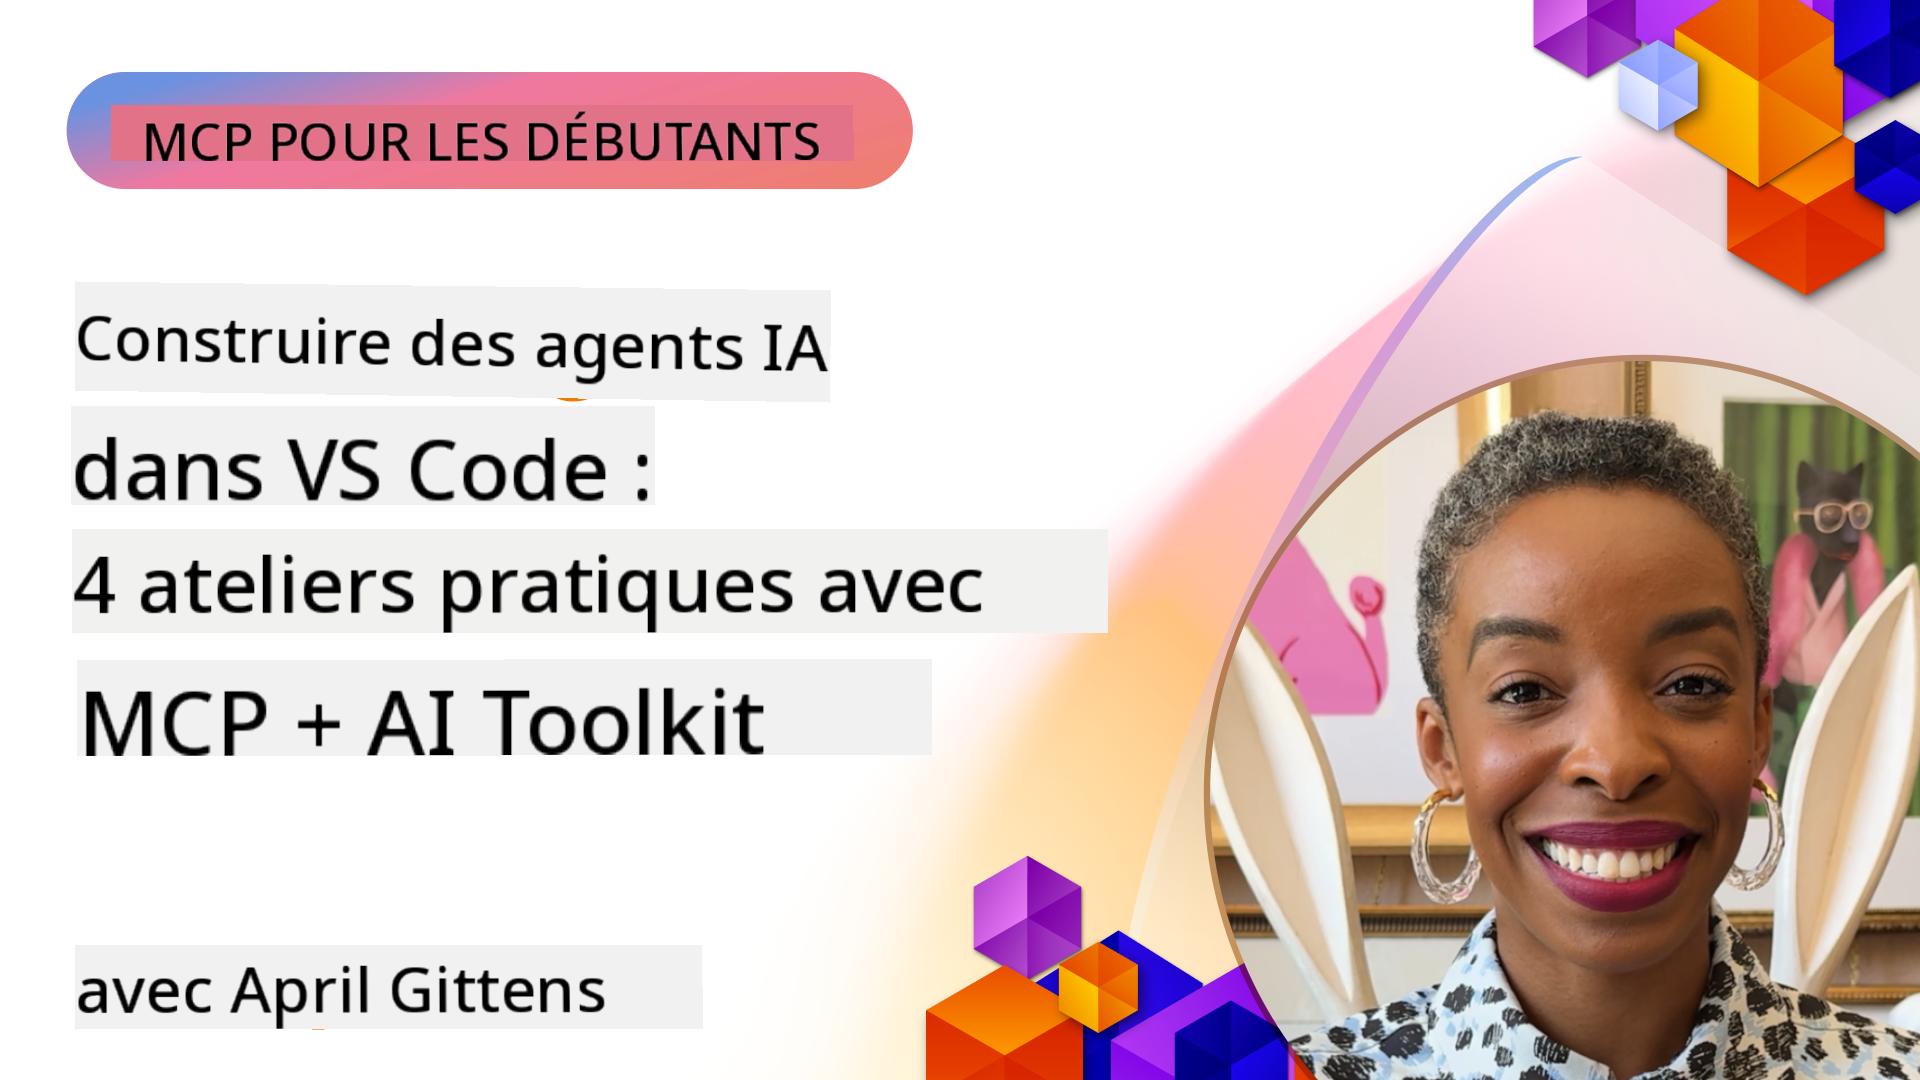 MCP POUR LES DÉBUTANTS
Construire des agents IA
dans VS Code :
4 ateliers pratiques avec
MCP + AI Toolkit
avec April Gittens